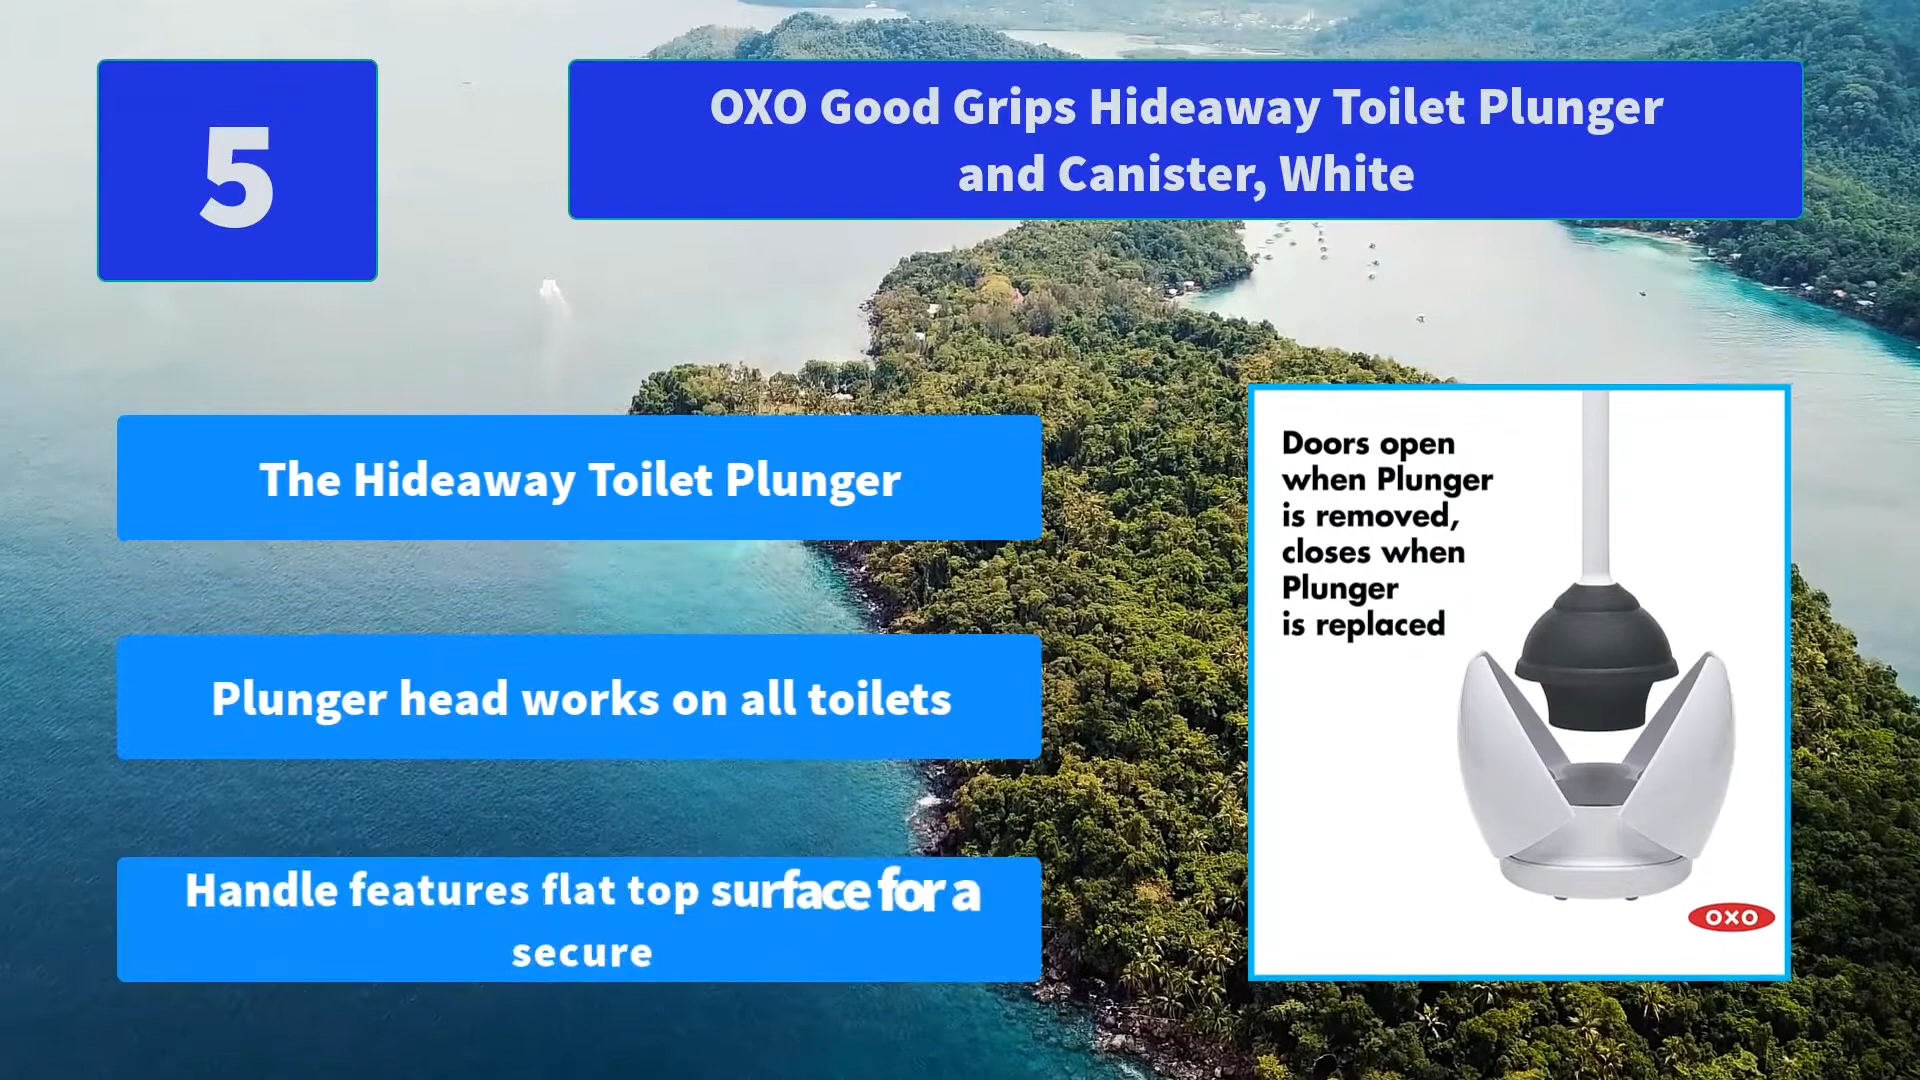 5
OXO Good Grips Hideaway Toilet Plunger
and Canister, White
The Hideaway Toilet Plunger
Plunger head works on all toilets
Handle features flat top surface for a
secure
Doors open
when Plunger
is removed,
closes when
Plunger
is replaced
OXO